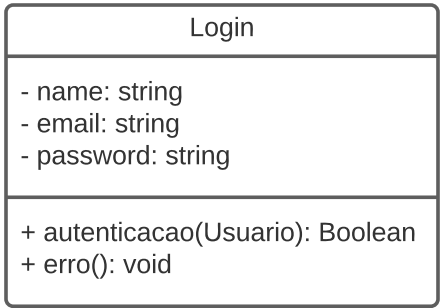 Login
- name: string
- email: string
- password: string
+ autenticacao(Usuario): Boolean
+ erro(): void